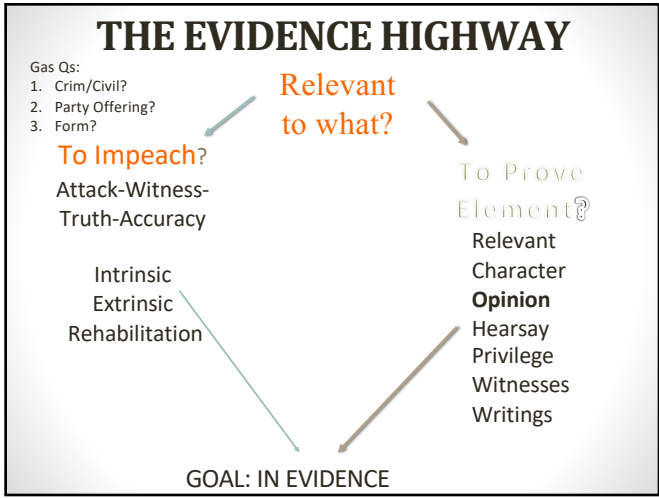 THE EVIDENCE HIGHWAY
Gas Qs:
1. Crim/Civil?
2. Party Offering?
3. Form?
Relevant
to what?
To Impeach?
Attack-Witness-
Truth-Accuracy
Intrinsic
Extrinsic
Rehabilitation
To Prove
Element?
Relevant
Character
Opinion
Hearsay
Privilege
Witnesses
Writings
GOAL: IN EVIDENCE